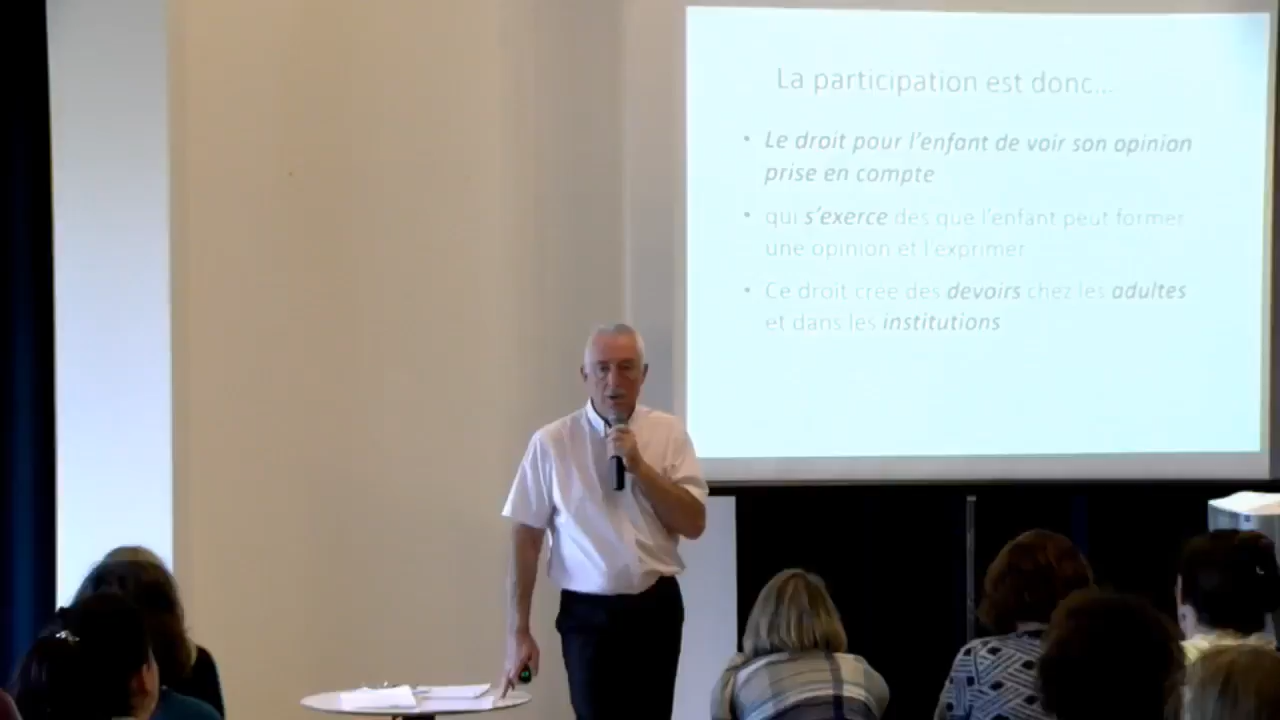 La participation est donc...
• Le droit pour l'enfant de voir son opinion
prise en compte
• qui s'exerce dès que l'enfant peut former
une opinion et l'exprimer
• Ce droit crée des devoirs chez les adultes
et dans les institutions